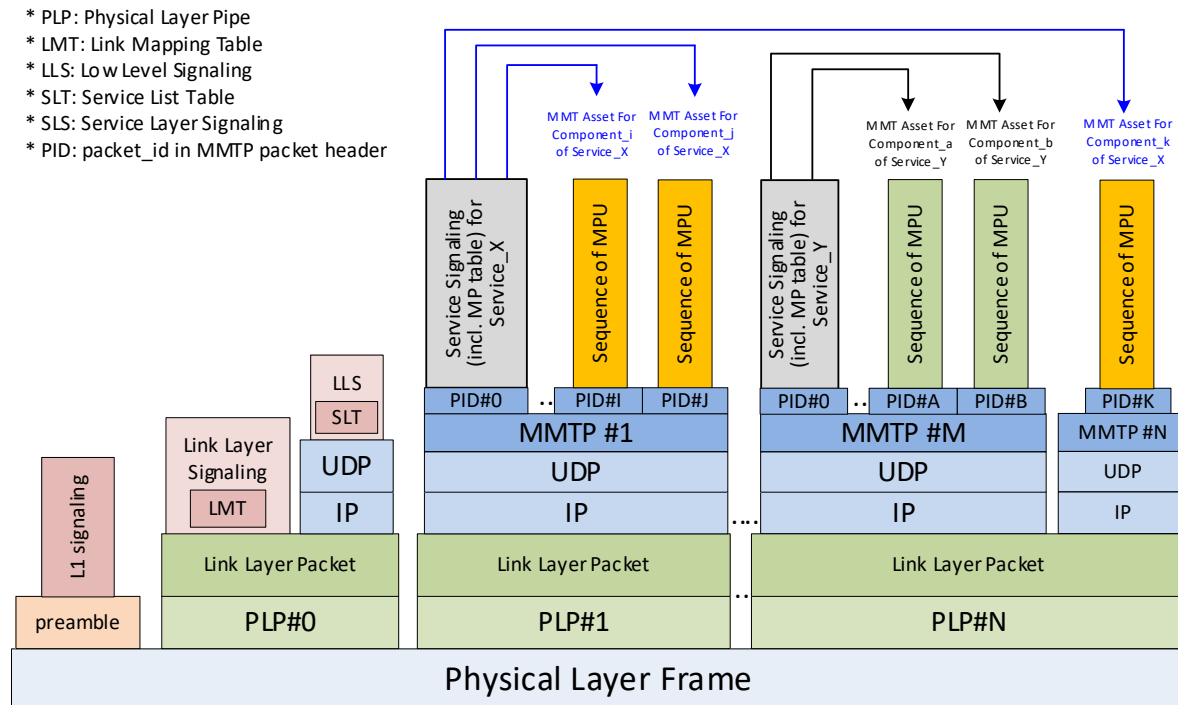 * PLP: Physical Layer Pipe
* LMT: Link Mapping Table
* LLS: Low Level Signaling
* SLT: Service List Table
* SLS: Service Layer Signaling
* PID: packet_id in MMTP packet header
MMT Asset For
Component_i
of Service_X
MMT Asset For
Component_j
of Service_X
MMT Asset For
Component_a
of Service_Y
MMT Asset For
Component_b
of Service_Y
MMT Asset For
Component_k
of Service_X
Service Signaling
(incl. MP table) for
Service_X
Sequence of MPU
Sequence of MPU
Service Signaling
(incl. MP table) for
Service_Y
Sequence of MPU
Sequence of MPU
Sequence of MPU
LLS
SLT
PID#0
..
PID#I
PID#J
PID#0
..
PID#A
PID#B
PID#K
MMTP #1
MMTP #M
MMTP #N
Link Layer
Signaling
LMT
UDP
UDP
UDP
UDP
IP
IP
.....
IP
IP
L1 signaling
Link Layer Packet
Link Layer Packet
..
Link Layer Packet
preamble
PLP#0
PLP#1
..
PLP#N
Physical Layer Frame